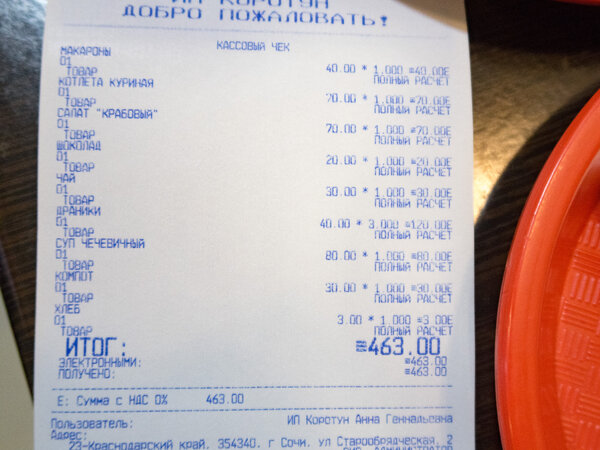 ИП КОРОТУН
ДОБРО ПОЖАЛОВАТЬ!
КАССОВЫЙ ЧЕК
МАКАРОНЫ
01 40.00 * 1.000 ≡40.00Е
ТОВАР ПОЛНЫЙ РАСЧЕТ
КОТЛЕТА КУРИНАЯ
01 70.00 * 1.000 ≡70.00Е
ТОВАР ПОЛНЫЙ РАСЧЕТ
САЛАТ "КРАБОВЫЙ"
01 70.00 * 1.000 ≡70.00Е
ТОВАР ПОЛНЫЙ РАСЧЕТ
ШОКОЛАД
01 20.00 * 1.000 ≡20.00Е
ТОВАР ПОЛНЫЙ РАСЧЕТ
ЧАЙ
01 30.00 * 1.000 ≡30.00Е
ТОВАР ПОЛНЫЙ РАСЧЕТ
ДРАНИКИ
01 40.00 * 3.000 ≡120.00Е
ТОВАР ПОЛНЫЙ РАСЧЕТ
СУП ЧЕЧЕВИЧНЫЙ
01 80.00 * 1.000 ≡80.00Е
ТОВАР ПОЛНЫЙ РАСЧЕТ
КОМПОТ
01 30.00 * 1.000 ≡30.00Е
ТОВАР ПОЛНЫЙ РАСЧЕТ
ХЛЕБ
01 3.00 * 1.000 ≡3.00Е
ТОВАР ПОЛНЫЙ РАСЧЕТ
ИТОГ: ≡463.00
ЭЛЕКТРОННЫМИ: ≡463.00
ПОЛУЧЕНО: ≡463.00
Е: Сумма с НДС 0% 463.00
Пользователь: ИП Коротун Анна Геннадьевна
Адрес:
23-Краснодарский край, 354340, г Сочи, ул Старообрядческая, 2